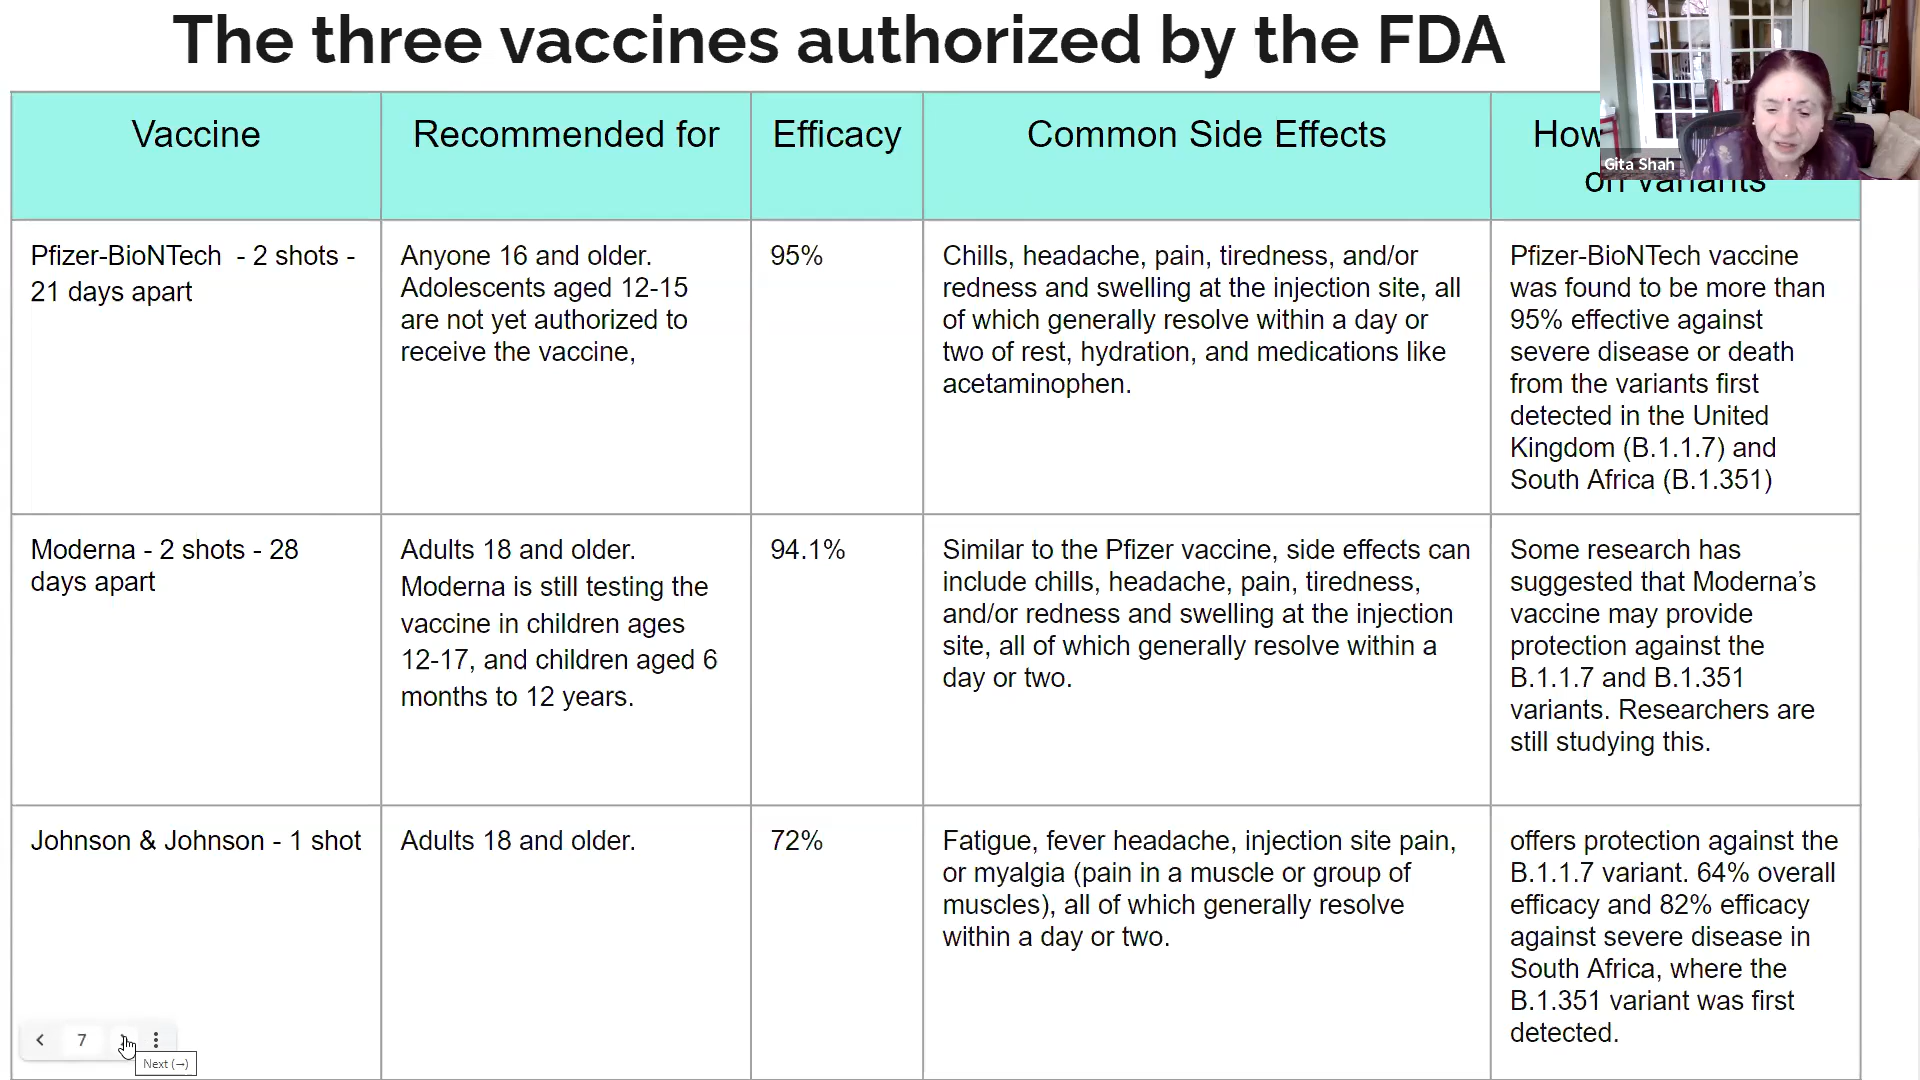 The three vaccines authorized by the FDA
Gita Shah
Vaccine
Recommended for
Efficacy
Common Side Effects
How
on variants
Pfizer-BioNTech - 2 shots -
21 days apart
Anyone 16 and older.
Adolescents aged 12-15
are not yet authorized to
receive the vaccine,
95%
Chills, headache, pain, tiredness, and/or
redness and swelling at the injection site, all
of which generally resolve within a day or
two of rest, hydration, and medications like
acetaminophen.
Pfizer-BioNTech vaccine
was found to be more than
95% effective against
severe disease or death
from the variants first
detected in the United
Kingdom (B.1.1.7) and
South Africa (B.1.351)
Moderna - 2 shots - 28
days apart
Adults 18 and older.
Moderna is still testing the
vaccine in children ages
12-17, and children aged 6
months to 12 years.
94.1%
Similar to the Pfizer vaccine, side effects can
include chills, headache, pain, tiredness,
and/or redness and swelling at the injection
site, all of which generally resolve within a
day or two.
Some research has
suggested that Moderna’s
vaccine may provide
protection against the
B.1.1.7 and B.1.351
variants. Researchers are
still studying this.
Johnson & Johnson - 1 shot
Adults 18 and older.
72%
Fatigue, fever headache, injection site pain,
or myalgia (pain in a muscle or group of
muscles), all of which generally resolve
within a day or two.
offers protection against the
B.1.1.7 variant. 64% overall
efficacy and 82% efficacy
against severe disease in
South Africa, where the
B.1.351 variant was first
detected.
7
Next (→)